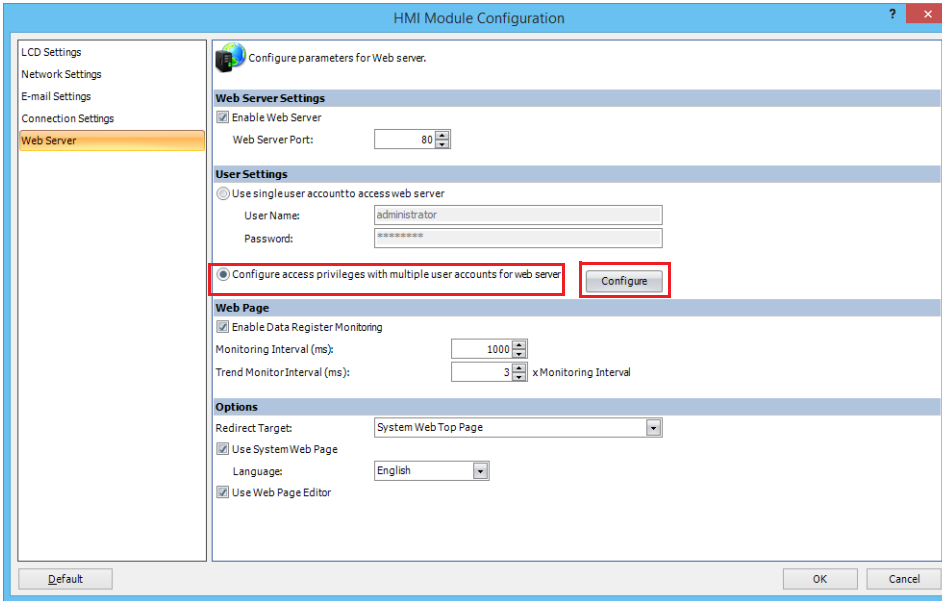 HMI Module Configuration
? ×
LCD Settings
Network Settings
E-mail Settings
Connection Settings
Web Server
Configure parameters for Web server.
Web Server Settings
Enable Web Server
Web Server Port: 80
User Settings
Use single user account to access web server
User Name: administrator
Password: ********
Configure access privileges with multiple user accounts for web server Configure
Web Page
Enable Data Register Monitoring
Monitoring Interval (ms): 1000
Trend Monitor Interval (ms): 3 x Monitoring Interval
Options
Redirect Target: System Web Top Page
Use System Web Page
Language: English
Use Web Page Editor
Default OK Cancel